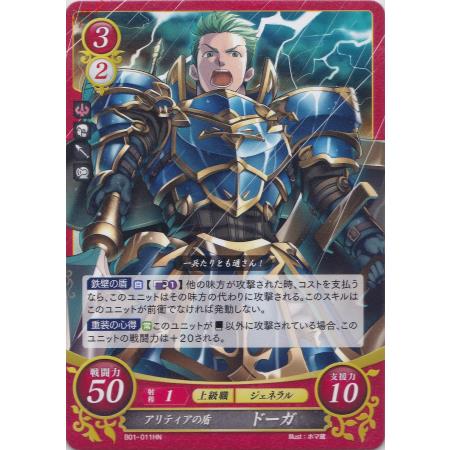 3
2
一兵たりとも通さん!
鉄壁の盾 自【1】他の味方が攻撃された時、コストを支払う
なら、このユニットはその味方の代わりに攻撃される。このスキルは
このユニットが前衛でなければ発動しない。
重装の心得 常 このユニットが 以外に攻撃されている場合、この
ユニットの戦闘力は+20される。
戦闘力
50
射程 1
上級職 ジェネラル
支援力
10
アリティアの盾 ドーガ
B01-011HN
Illust:ホマ蔵